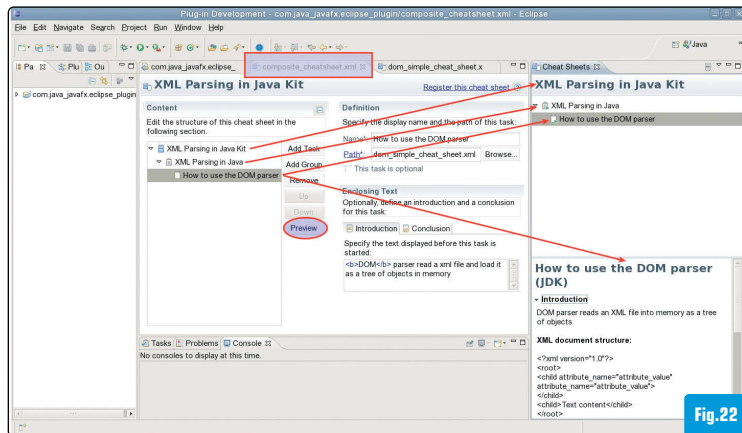 Plug-in Development - com.java_javafx.eclipse_plugin/composite_cheatsheet.xml - Eclipse
File Edit Navigate Search Project Run Window Help
Java
Pa Plu Ou
com.java_javafx.eclipse_plugin
com.java_javafx.eclipse_ composite_cheatsheet.xml dom_simple_cheat_sheet.x
XML Parsing in Java Kit
Register this cheat sheet
Content
Edit the structure of this cheat sheet in the
following section.
XML Parsing in Java Kit
XML Parsing in Java
How to use the DOM parser
Add Task
Add Group
Remove
Up
Down
Preview
Definition
Specify the display name and the path of this task:
Name*: How to use the DOM parser
Path*: dom_simple_cheat_sheet.xml Browse...
This task is optional
Enclosing Text
Optionally, define an introduction and a conclusion
for this task:
Introduction Conclusion
Specify the text displayed before this task is
started:
<b>DOM</b> parser read a xml file and load it
as a tree of objects in memory
Tasks Problems Console
No consoles to display at this time.
Cheat Sheets
XML Parsing in Java Kit
XML Parsing in Java
How to use the DOM parser
How to use the DOM parser
(JDK)
Introduction
DOM parser reads an XML file into memory as a tree
of objects
XML document structure:
<?xml version="1.0"?>
<root>
<child attribute_name="attribute_value"
attribute_name="attribute_value">
</child>
<child>Text content</child>
</root>
Fig.22